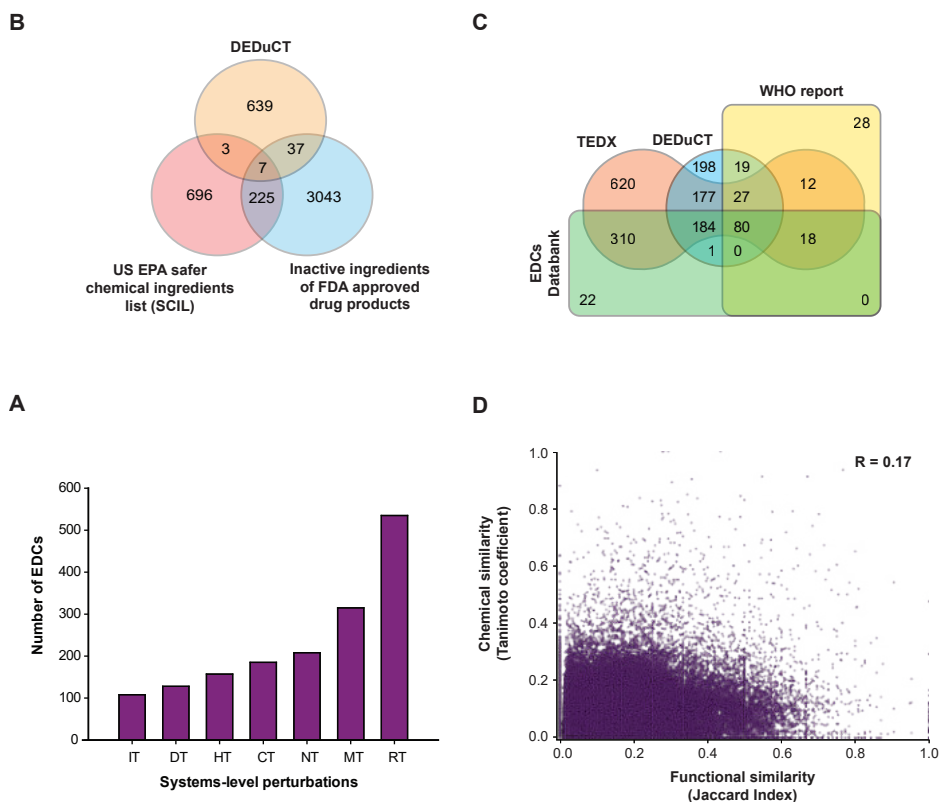 B
DEDuCT
639
3
37
7
696
225
3043
US EPA safer
chemical ingredients
list (SCIL)
Inactive ingredients
of FDA approved
drug products
C
WHO report
28
TEDX
DEDuCT
198
19
620
177
27
12
184
80
310
18
1
0
EDCs
Databank
22
0
A
600
500
400
300
200
100
0
Number of EDCs
IT
DT
HT
CT
NT
MT
RT
Systems-level perturbations
D
R = 0.17
1.0
0.8
0.6
0.4
0.2
0.0
Chemical similarity
(Tanimoto coefficient)
0.0
0.2
0.4
0.6
0.8
1.0
Functional similarity
(Jaccard Index)